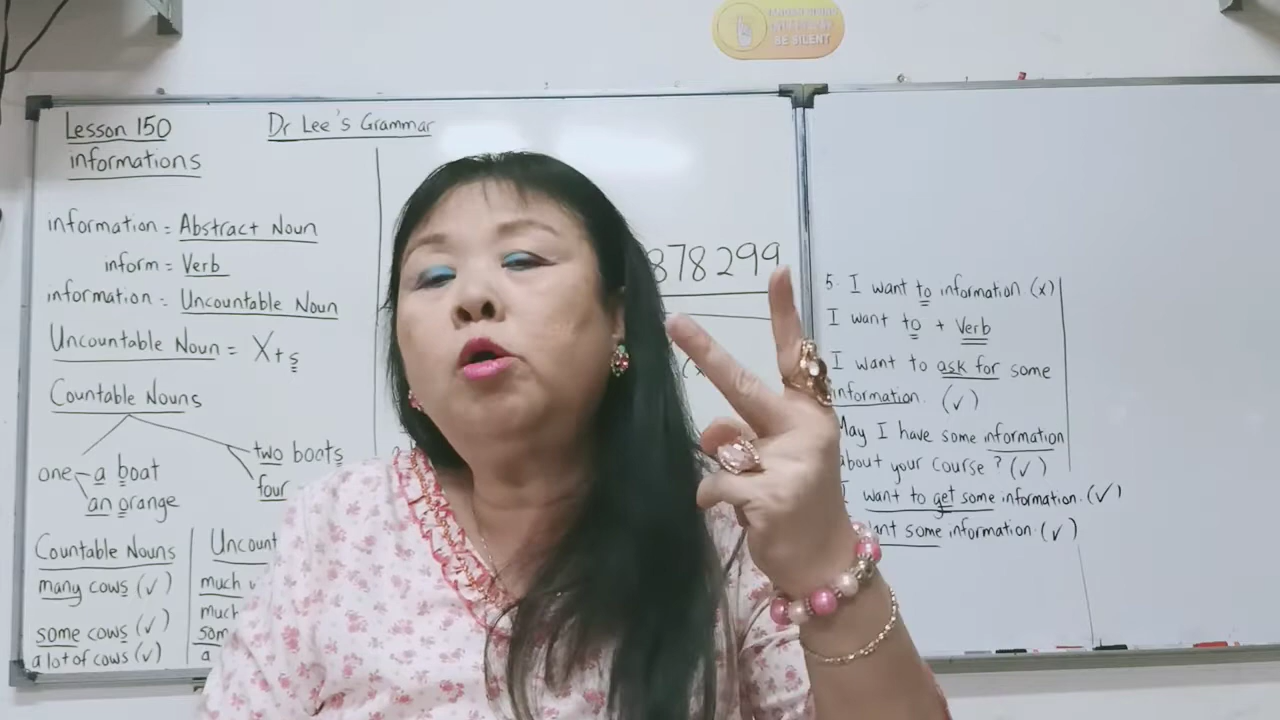 BE SILENT
Lesson 150
Dr Lee's Grammar
informations
information = Abstract Noun
inform = Verb
information = Uncountable Noun
Uncountable Noun = X+s
Countable Nouns
one
a boat
an orange
two boats
four
Countable Nouns
many cows (✓)
some cows (✓)
a lot of cows (✓)
Uncount
much
much
som
a
878299
5. I want to information (x)
I want to + Verb
I want to ask for some
information. (✓)
May I have some information
about your course? (✓)
I want to get some information. (✓)
want some information (✓)